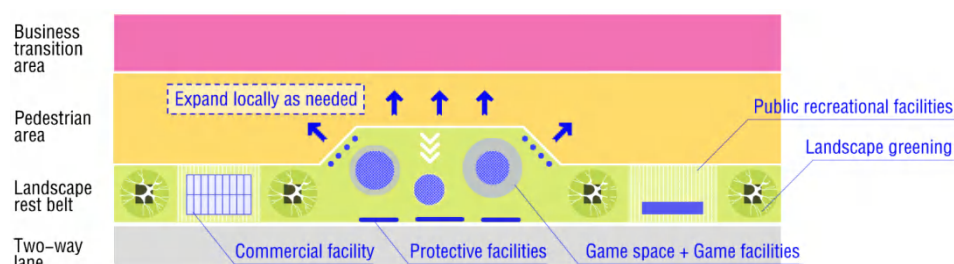 Business
transition
area
Expand locally as needed
Pedestrian
area
Public recreational facilities
Landscape greening
Landscape
rest belt
Two-way
lane
Commercial facility
Protective facilities
Game space + Game facilities